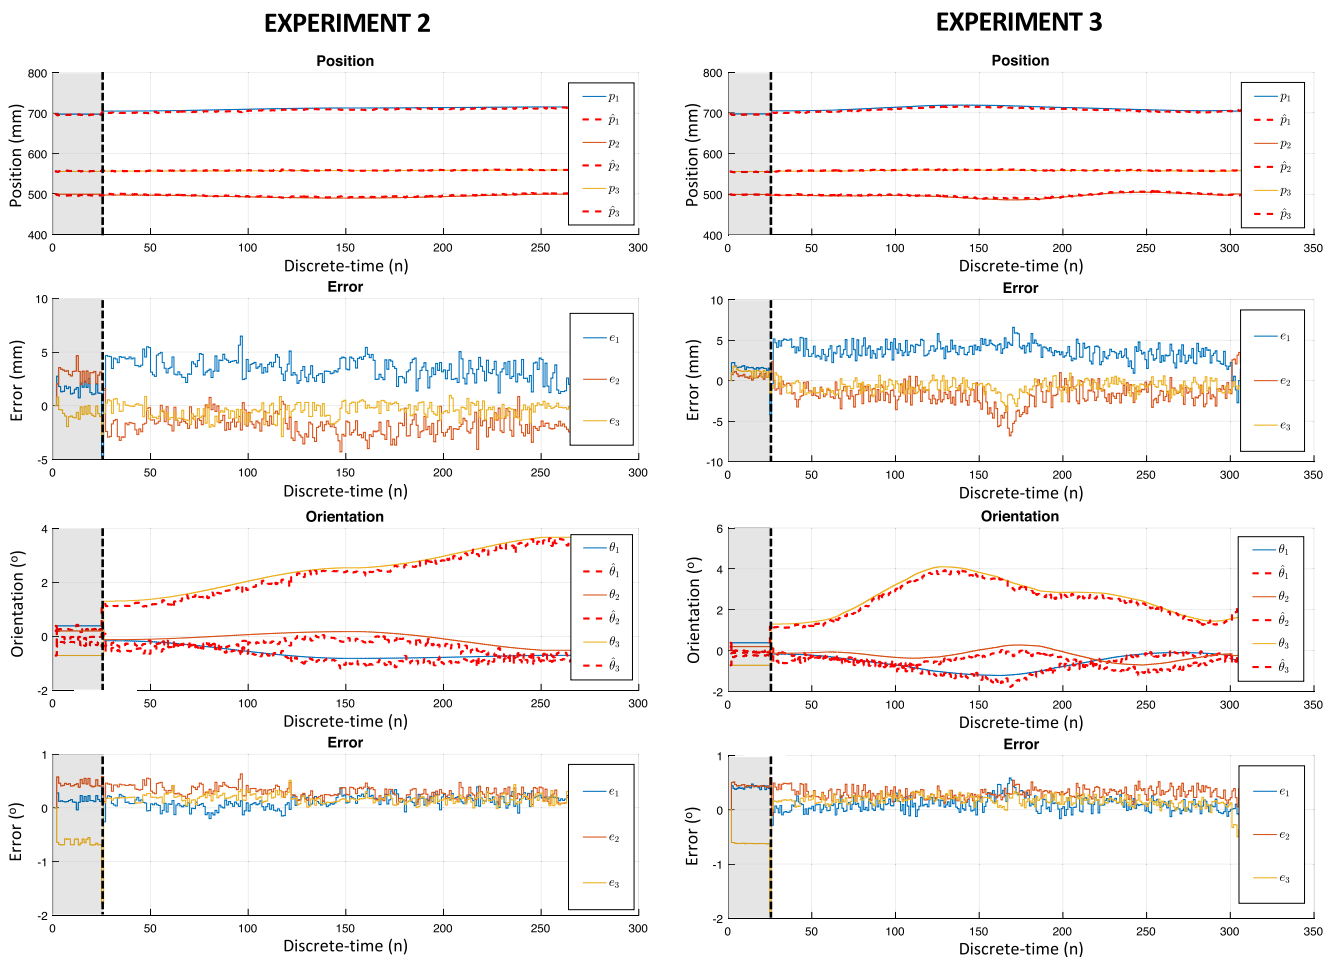 EXPERIMENT 2
Position
Position (mm)
800
700
600
500
400
0 50 100 150 200 250 300
Discrete-time (n)
p₁
p̂₁
p₂
p̂₂
p₃
p̂₃
Error
Error (mm)
10
5
0
-5
0 50 100 150 200 250 300
Discrete-time (n)
e₁
e₂
e₃
Orientation
Orientation (º)
4
2
0
-2
0 50 100 150 200 250 300
Discrete-time (n)
θ₁
θ̂₁
θ₂
θ̂₂
θ₃
θ̂₃
Error
Error (º)
1
0
-1
-2
0 50 100 150 200 250 300
Discrete-time (n)
e₁
e₂
e₃
EXPERIMENT 3
Position
Position (mm)
800
700
600
500
400
0 50 100 150 200 250 300 350
Discrete-time (n)
p₁
p̂₁
p₂
p̂₂
p₃
p̂₃
Error
Error (mm)
10
5
0
-5
-10
0 50 100 150 200 250 300 350
Discrete-time (n)
e₁
e₂
e₃
Orientation
Orientation (º)
6
4
2
0
-2
0 50 100 150 200 250 300 350
Discrete-time (n)
θ₁
θ̂₁
θ₂
θ̂₂
θ₃
θ̂₃
Error
Error (º)
1
0
-1
-2
0 50 100 150 200 250 300 350
Discrete-time (n)
e₁
e₂
e₃